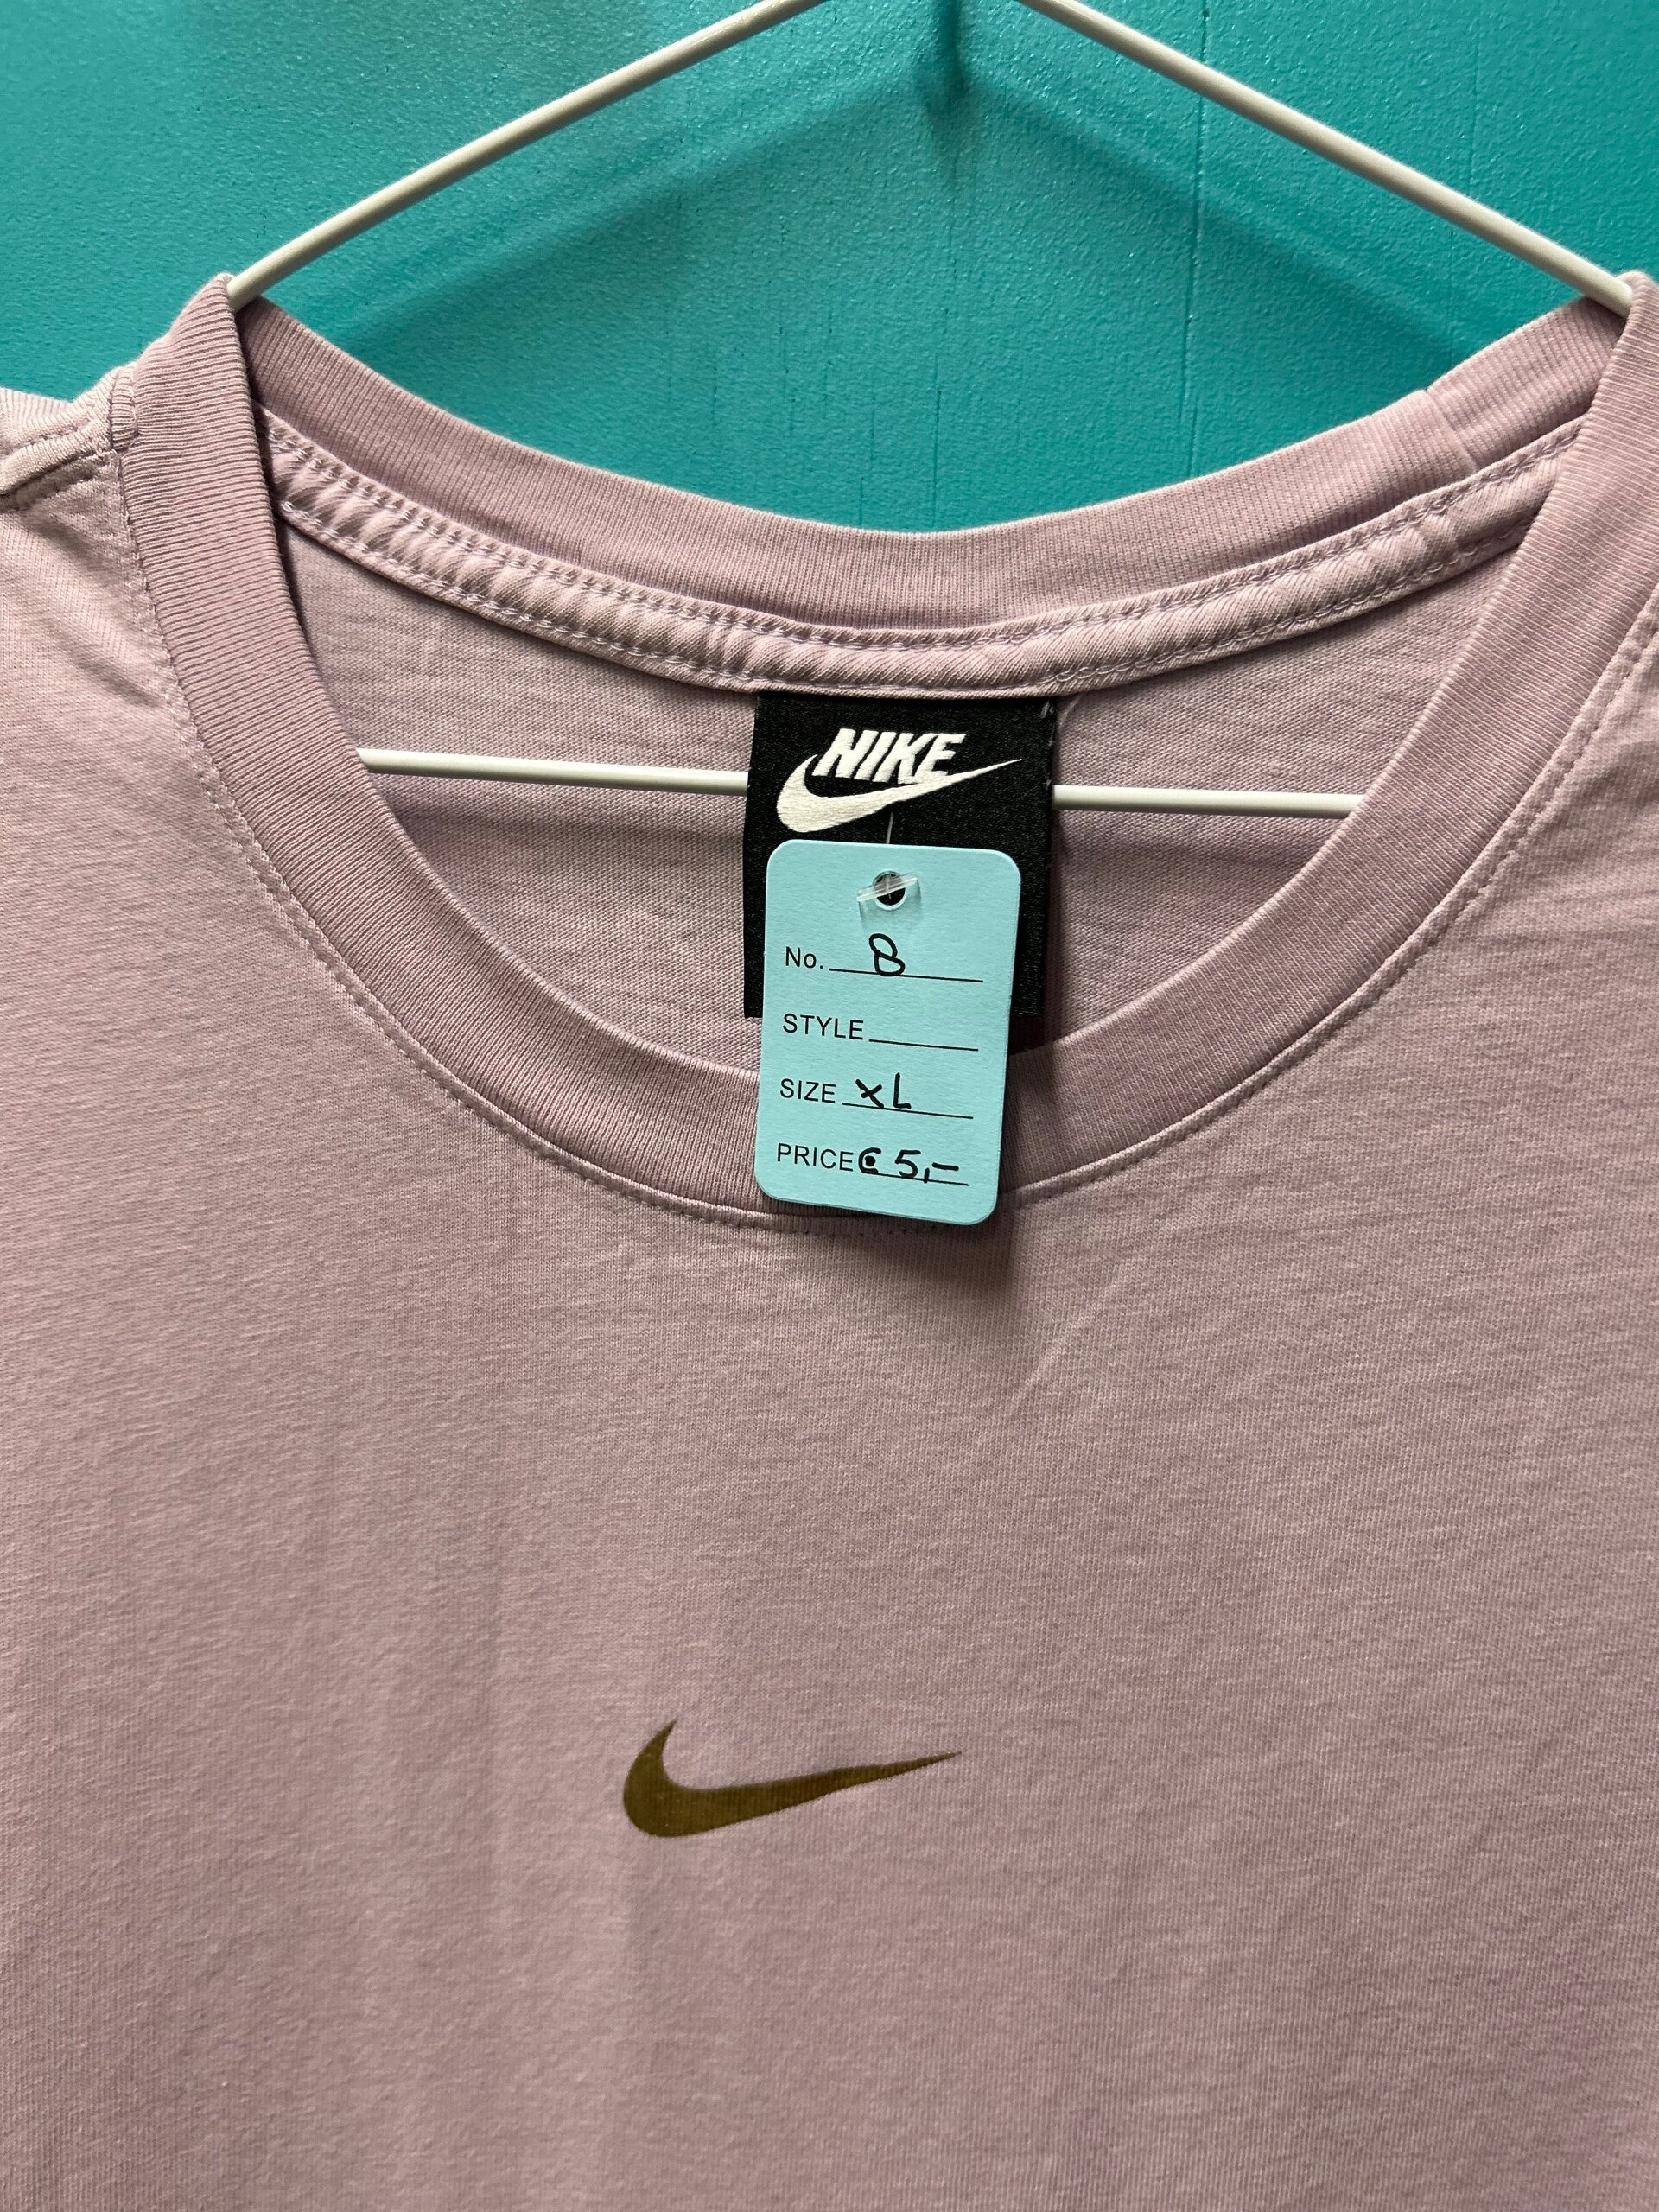 NIKE
No. 8
STYLE
SIZE XL
PRICE € 5,-